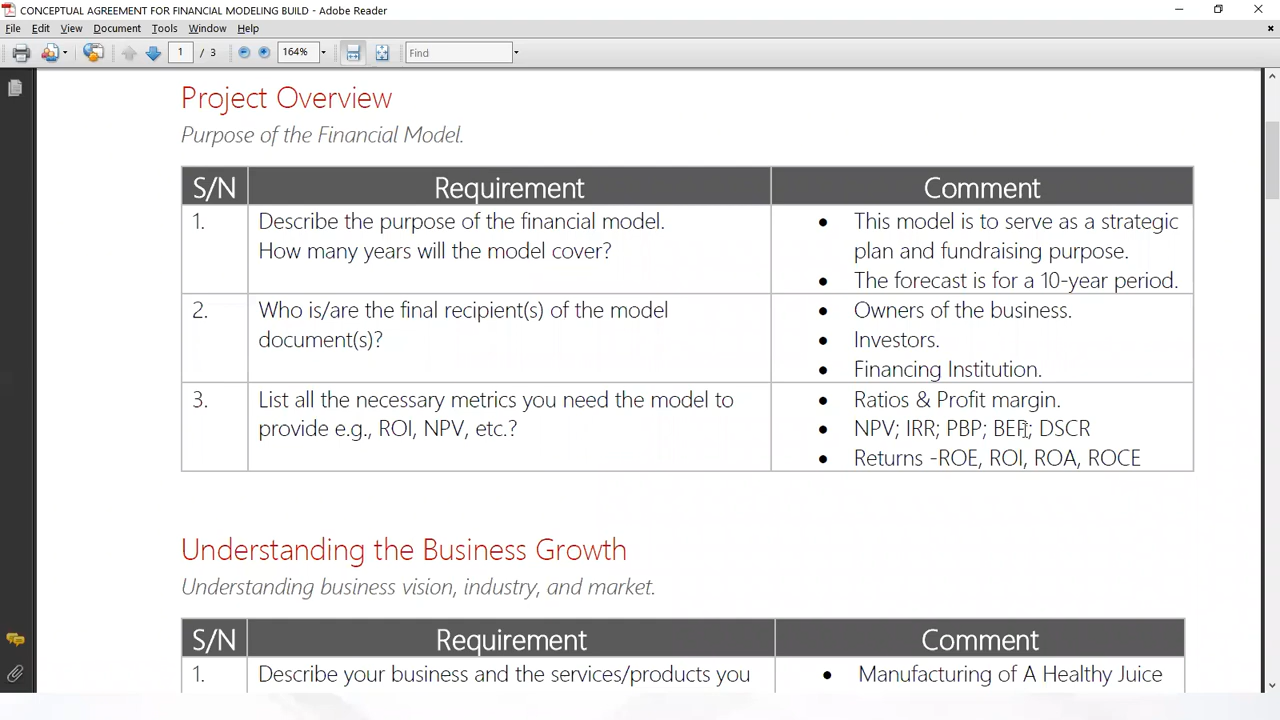 CONCEPTUAL AGREEMENT FOR FINANCIAL MODELING BUILD - Adobe Reader
File Edit View Document Tools Window Help
1 / 3 164% Find
Project Overview
Purpose of the Financial Model.
S/N Requirement Comment
1. Describe the purpose of the financial model. • This model is to serve as a strategic
How many years will the model cover? plan and fundraising purpose.
• The forecast is for a 10-year period.
2. Who is/are the final recipient(s) of the model • Owners of the business.
document(s)? • Investors.
• Financing Institution.
3. List all the necessary metrics you need the model to • Ratios & Profit margin.
provide e.g., ROI, NPV, etc.? • NPV; IRR; PBP; BEP; DSCR
• Returns -ROE, ROI, ROA, ROCE
Understanding the Business Growth
Understanding business vision, industry, and market.
S/N Requirement Comment
1. Describe your business and the services/products you • Manufacturing of A Healthy Juice